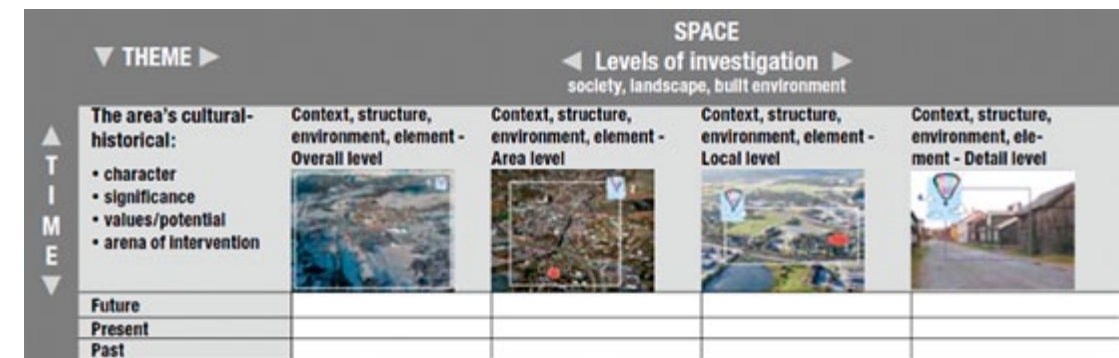 SPACE
▼ THEME ▶
◀ Levels of investigation ▶
society, landscape, built environment
▲
T
I
M
E
▼
The area's cultural-
historical:
• character
• significance
• values/potential
• arena of intervention
Context, structure,
environment, element -
Overall level
Context, structure,
environment, element -
Area level
Context, structure,
environment, element -
Local level
Context, structure,
environment, ele-
ment - Detail level
Future
Present
Past